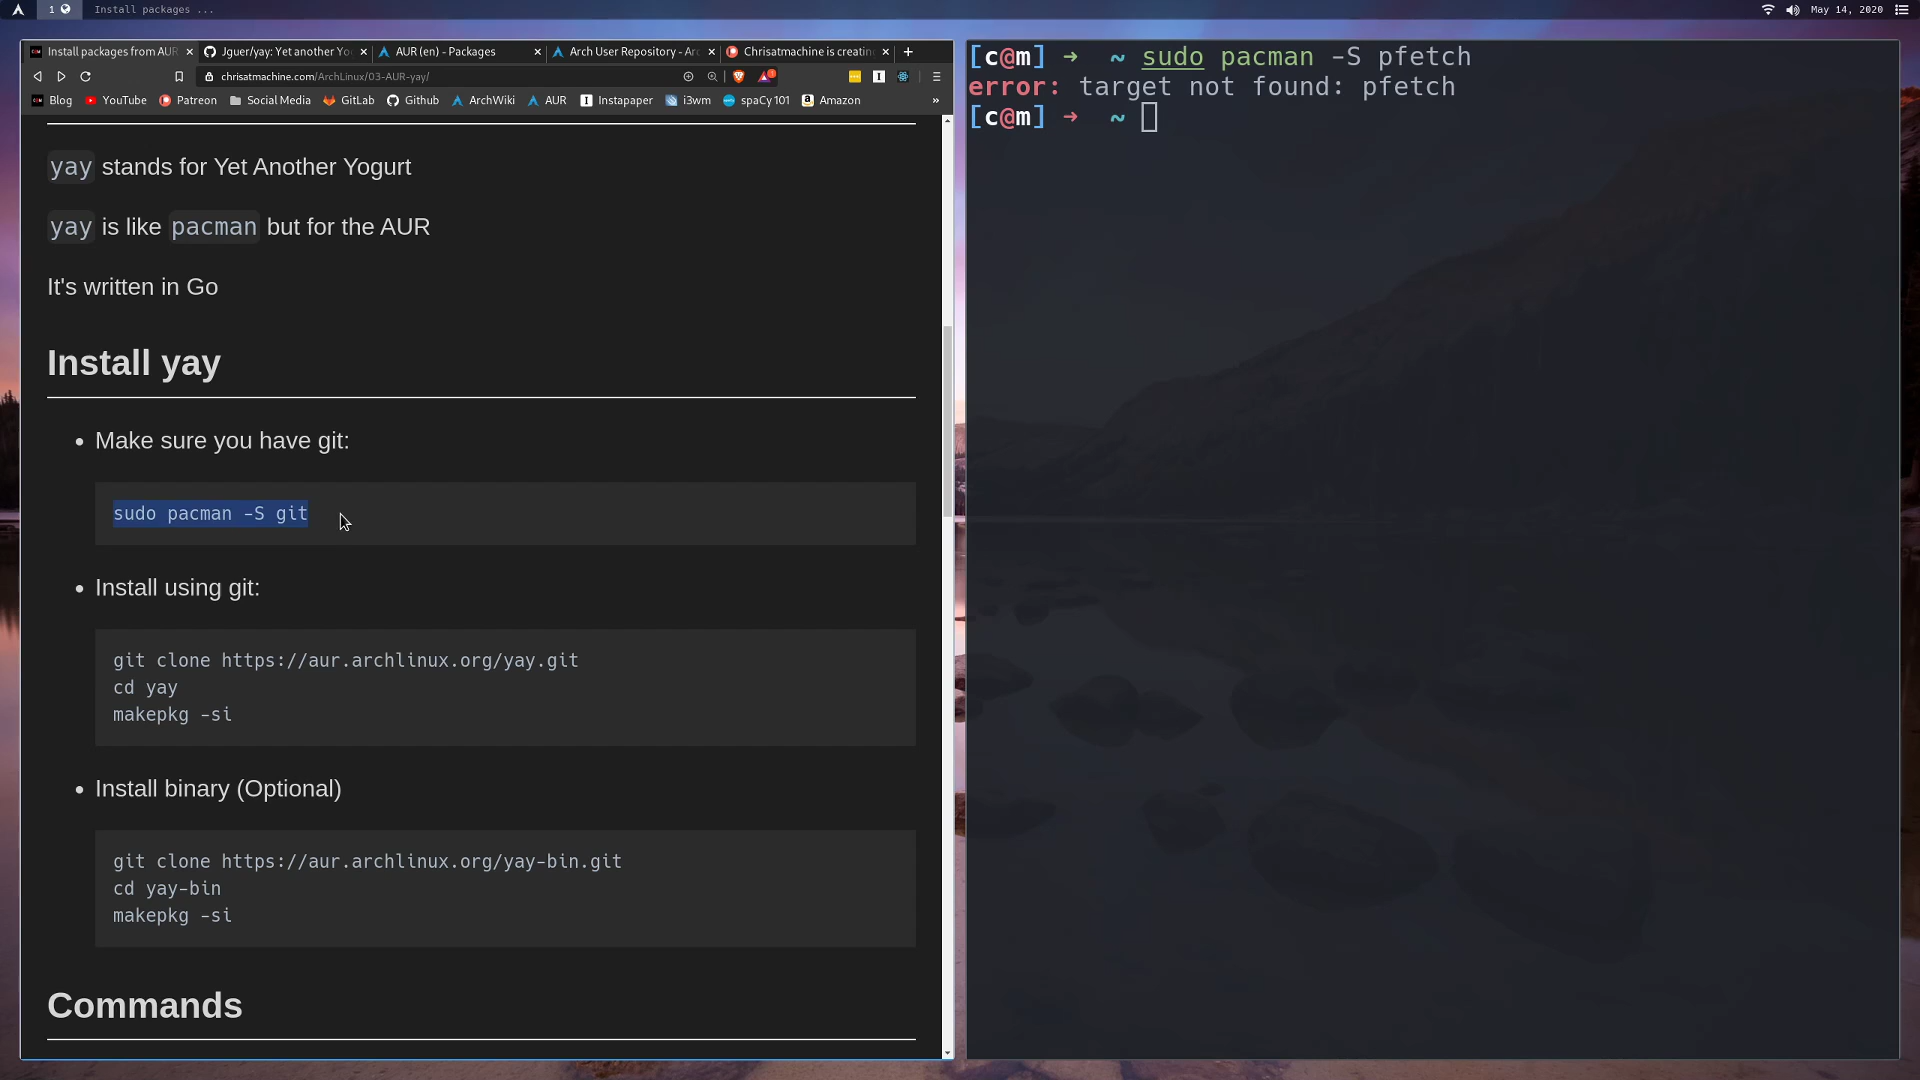 1
Install packages ...
May 14, 2020
Install packages from AUR
Jguer/yay: Yet another Yo
AUR (en) - Packages
Arch User Repository - Arc
Chrisatmachine is creatin
chrisatmachine.com/ArchLinux/03-AUR-yay/
Blog
YouTube
Patreon
Social Media
GitLab
Github
ArchWiki
AUR
Instapaper
i3wm
spaCy 101
Amazon
»
yay stands for Yet Another Yogurt
yay is like pacman but for the AUR
It's written in Go
Install yay
• Make sure you have git:
sudo pacman -S git
• Install using git:
git clone https://aur.archlinux.org/yay.git
cd yay
makepkg -si
• Install binary (Optional)
git clone https://aur.archlinux.org/yay-bin.git
cd yay-bin
makepkg -si
Commands
[c@m] ➜ ~ sudo pacman -S pfetch
error: target not found: pfetch
[c@m] ➜ ~